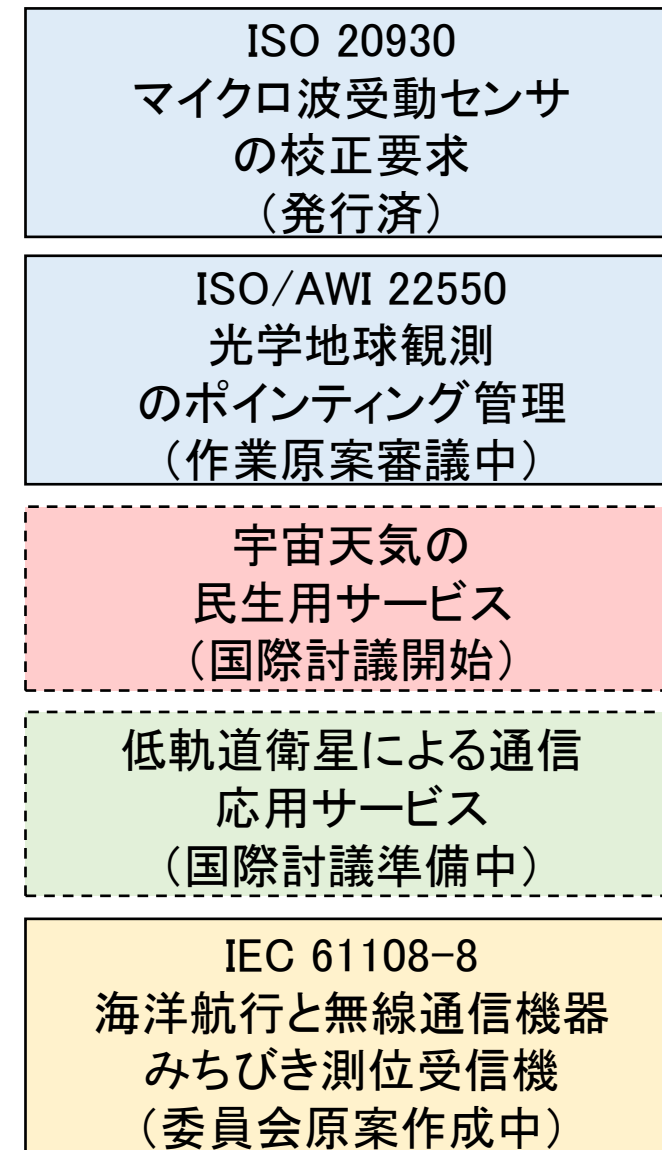 ISO 20930
マイクロ波受動センサ
の校正要求
（発行済）
ISO/AWI 22550
光学地球観測
のポインティング管理
（作業原案審議中）
宇宙天気の
民生用サービス
（国際討議開始）
低軌道衛星による通信
応用サービス
（国際討議準備中）
IEC 61108-8
海洋航行と無線通信機器
みちびき測位受信機
（委員会原案作成中）